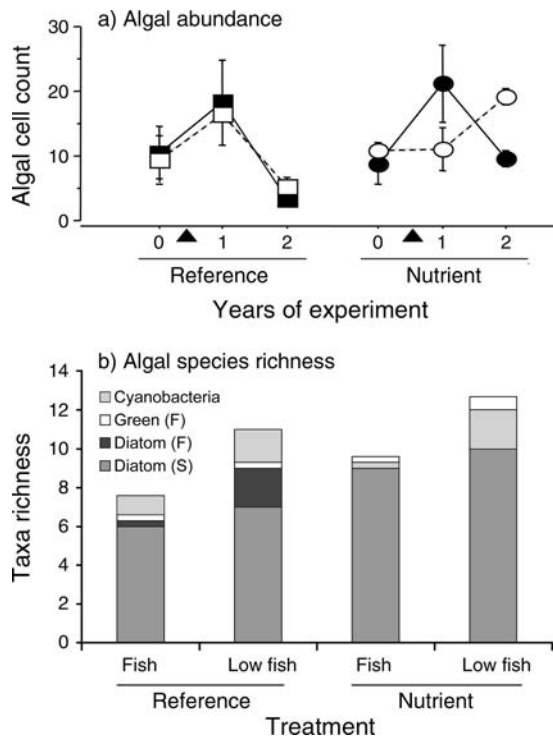 a) Algal abundance
30
20
10
0
Algal cell count
0 1 2 0 1 2
Reference Nutrient
Years of experiment
b) Algal species richness
14
12
10
8
6
4
2
0
Taxa richness
Cyanobacteria
Green (F)
Diatom (F)
Diatom (S)
Fish Low fish Fish Low fish
Reference Nutrient
Treatment